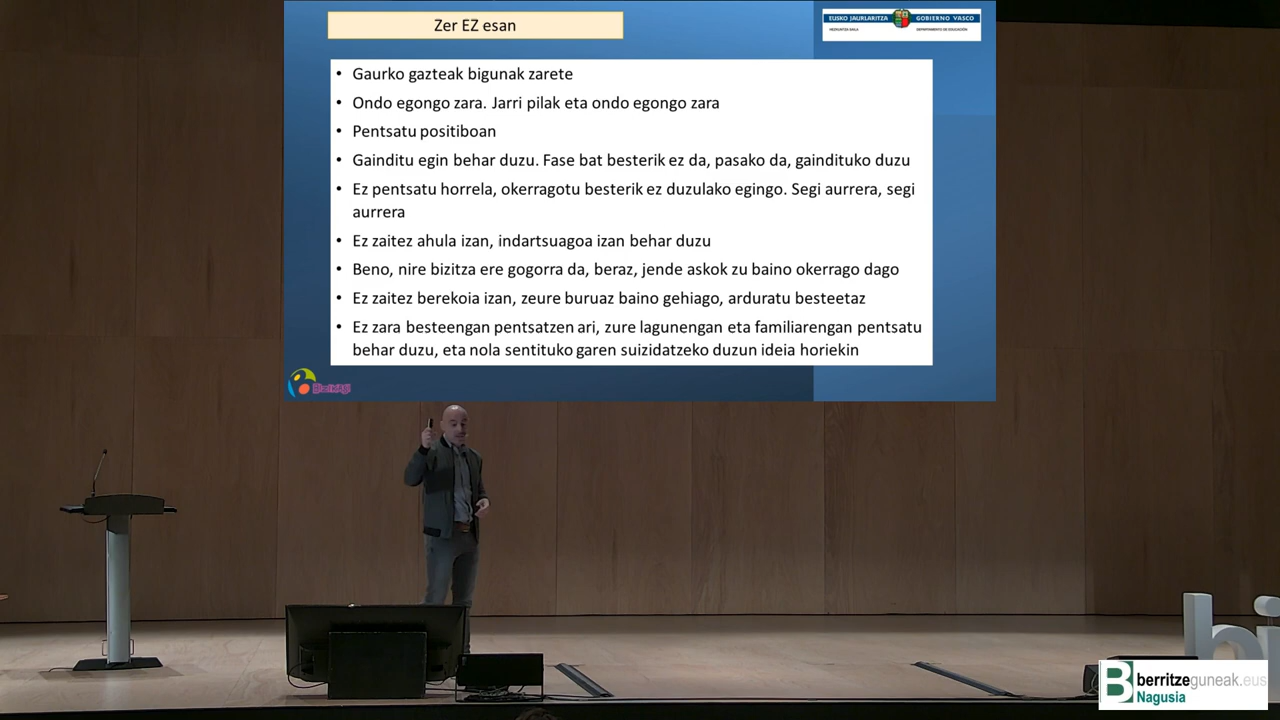 Zer EZ esan
EUSKO JAURLARITZA
GOBIERNO VASCO
HEZKUNTZA SAILA
DEPARTAMENTO DE EDUCACIÓN
• Gaurko gazteak bigunak zarete
• Ondo egongo zara. Jarri pilak eta ondo egongo zara
• Pentsatu positiboan
• Gainditu egin behar duzu. Fase bat besterik ez da, pasako da, gaindituko duzu
• Ez pentsatu horrela, okerragotu besterik ez duzulako egingo. Segi aurrera, segi
aurrera
• Ez zaitez ahula izan, indartsuagoa izan behar duzu
• Beno, nire bizitza ere gogorra da, beraz, jende askok zu baino okerrago dago
• Ez zaitez berekoia izan, zeure buruaz baino gehiago, arduratu besteetaz
• Ez zara besteengan pentsatzen ari, zure lagunengan eta familiarengan pentsatu
behar duzu, eta nola sentituko garen suizidatzeko duzun ideia horiekin
berritzeguneak.eus
Nagusia